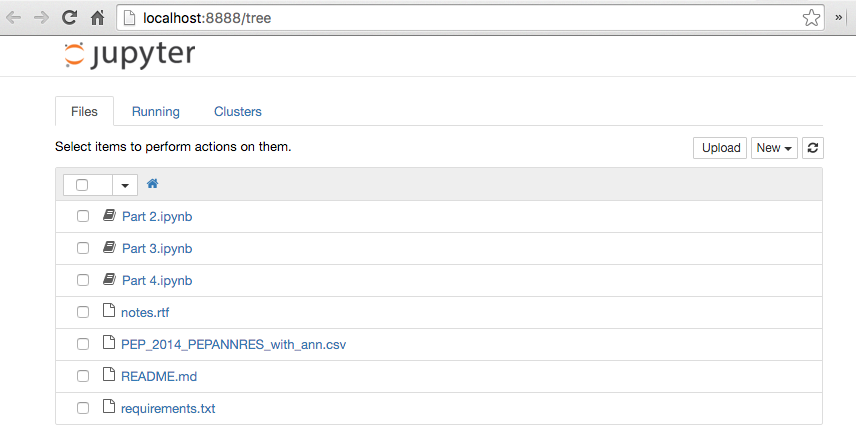 localhost:8888/tree
»
jupyter
Files Running Clusters
Select items to perform actions on them.
Upload New
Part 2.ipynb
Part 3.ipynb
Part 4.ipynb
notes.rtf
PEP_2014_PEPANNRES_with_ann.csv
README.md
requirements.txt